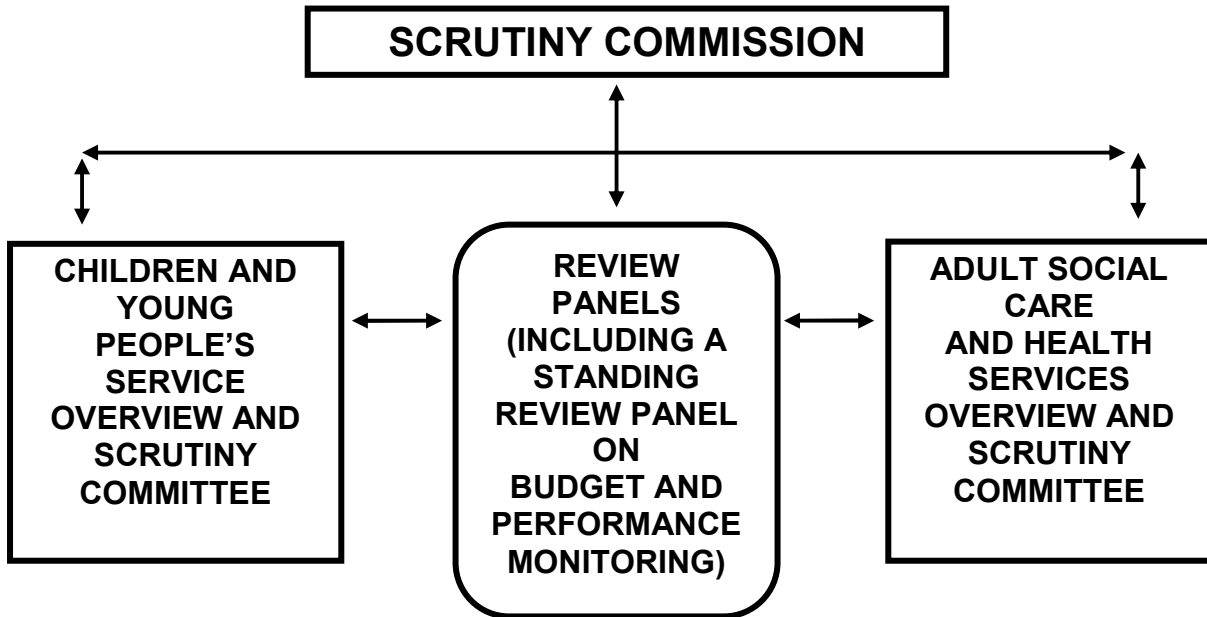 SCRUTINY COMMISSION
CHILDREN AND
YOUNG
PEOPLE’S
SERVICE
OVERVIEW AND
SCRUTINY
COMMITTEE
REVIEW
PANELS
(INCLUDING A
STANDING
REVIEW PANEL
ON
BUDGET AND
PERFORMANCE
MONITORING)
ADULT SOCIAL
CARE
AND HEALTH
SERVICES
OVERVIEW AND
SCRUTINY
COMMITTEE